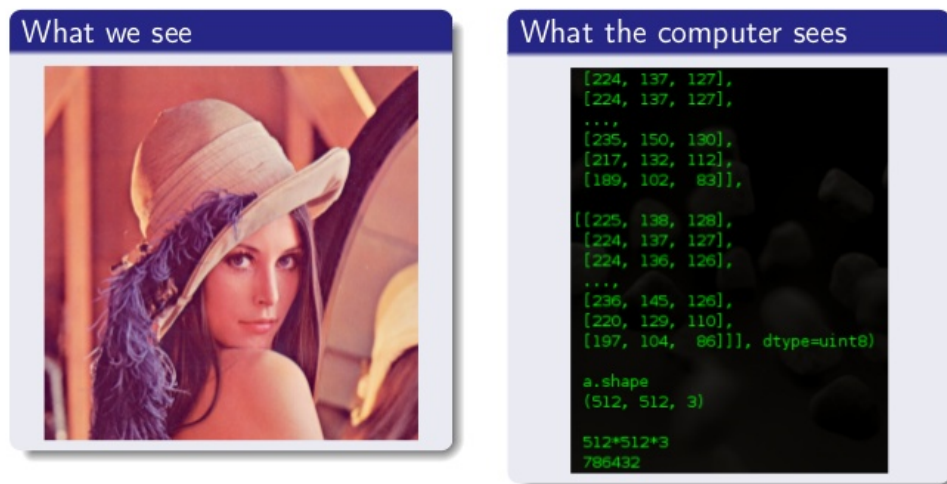 What we see
What the computer sees
[224, 137, 127],
[224, 137, 127],
...,
[235, 150, 130],
[217, 132, 112],
[189, 102,  83]],
[[225, 138, 128],
[224, 137, 127],
[224, 136, 126],
...,
[236, 145, 126],
[220, 129, 110],
[197, 104,  86]]], dtype=uint8)
a.shape
(512, 512, 3)
512*512*3
786432